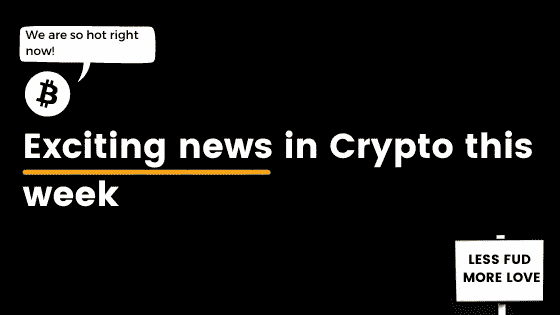 We are so hot right
now!
Exciting news in Crypto this
week
LESS FUD
MORE LOVE